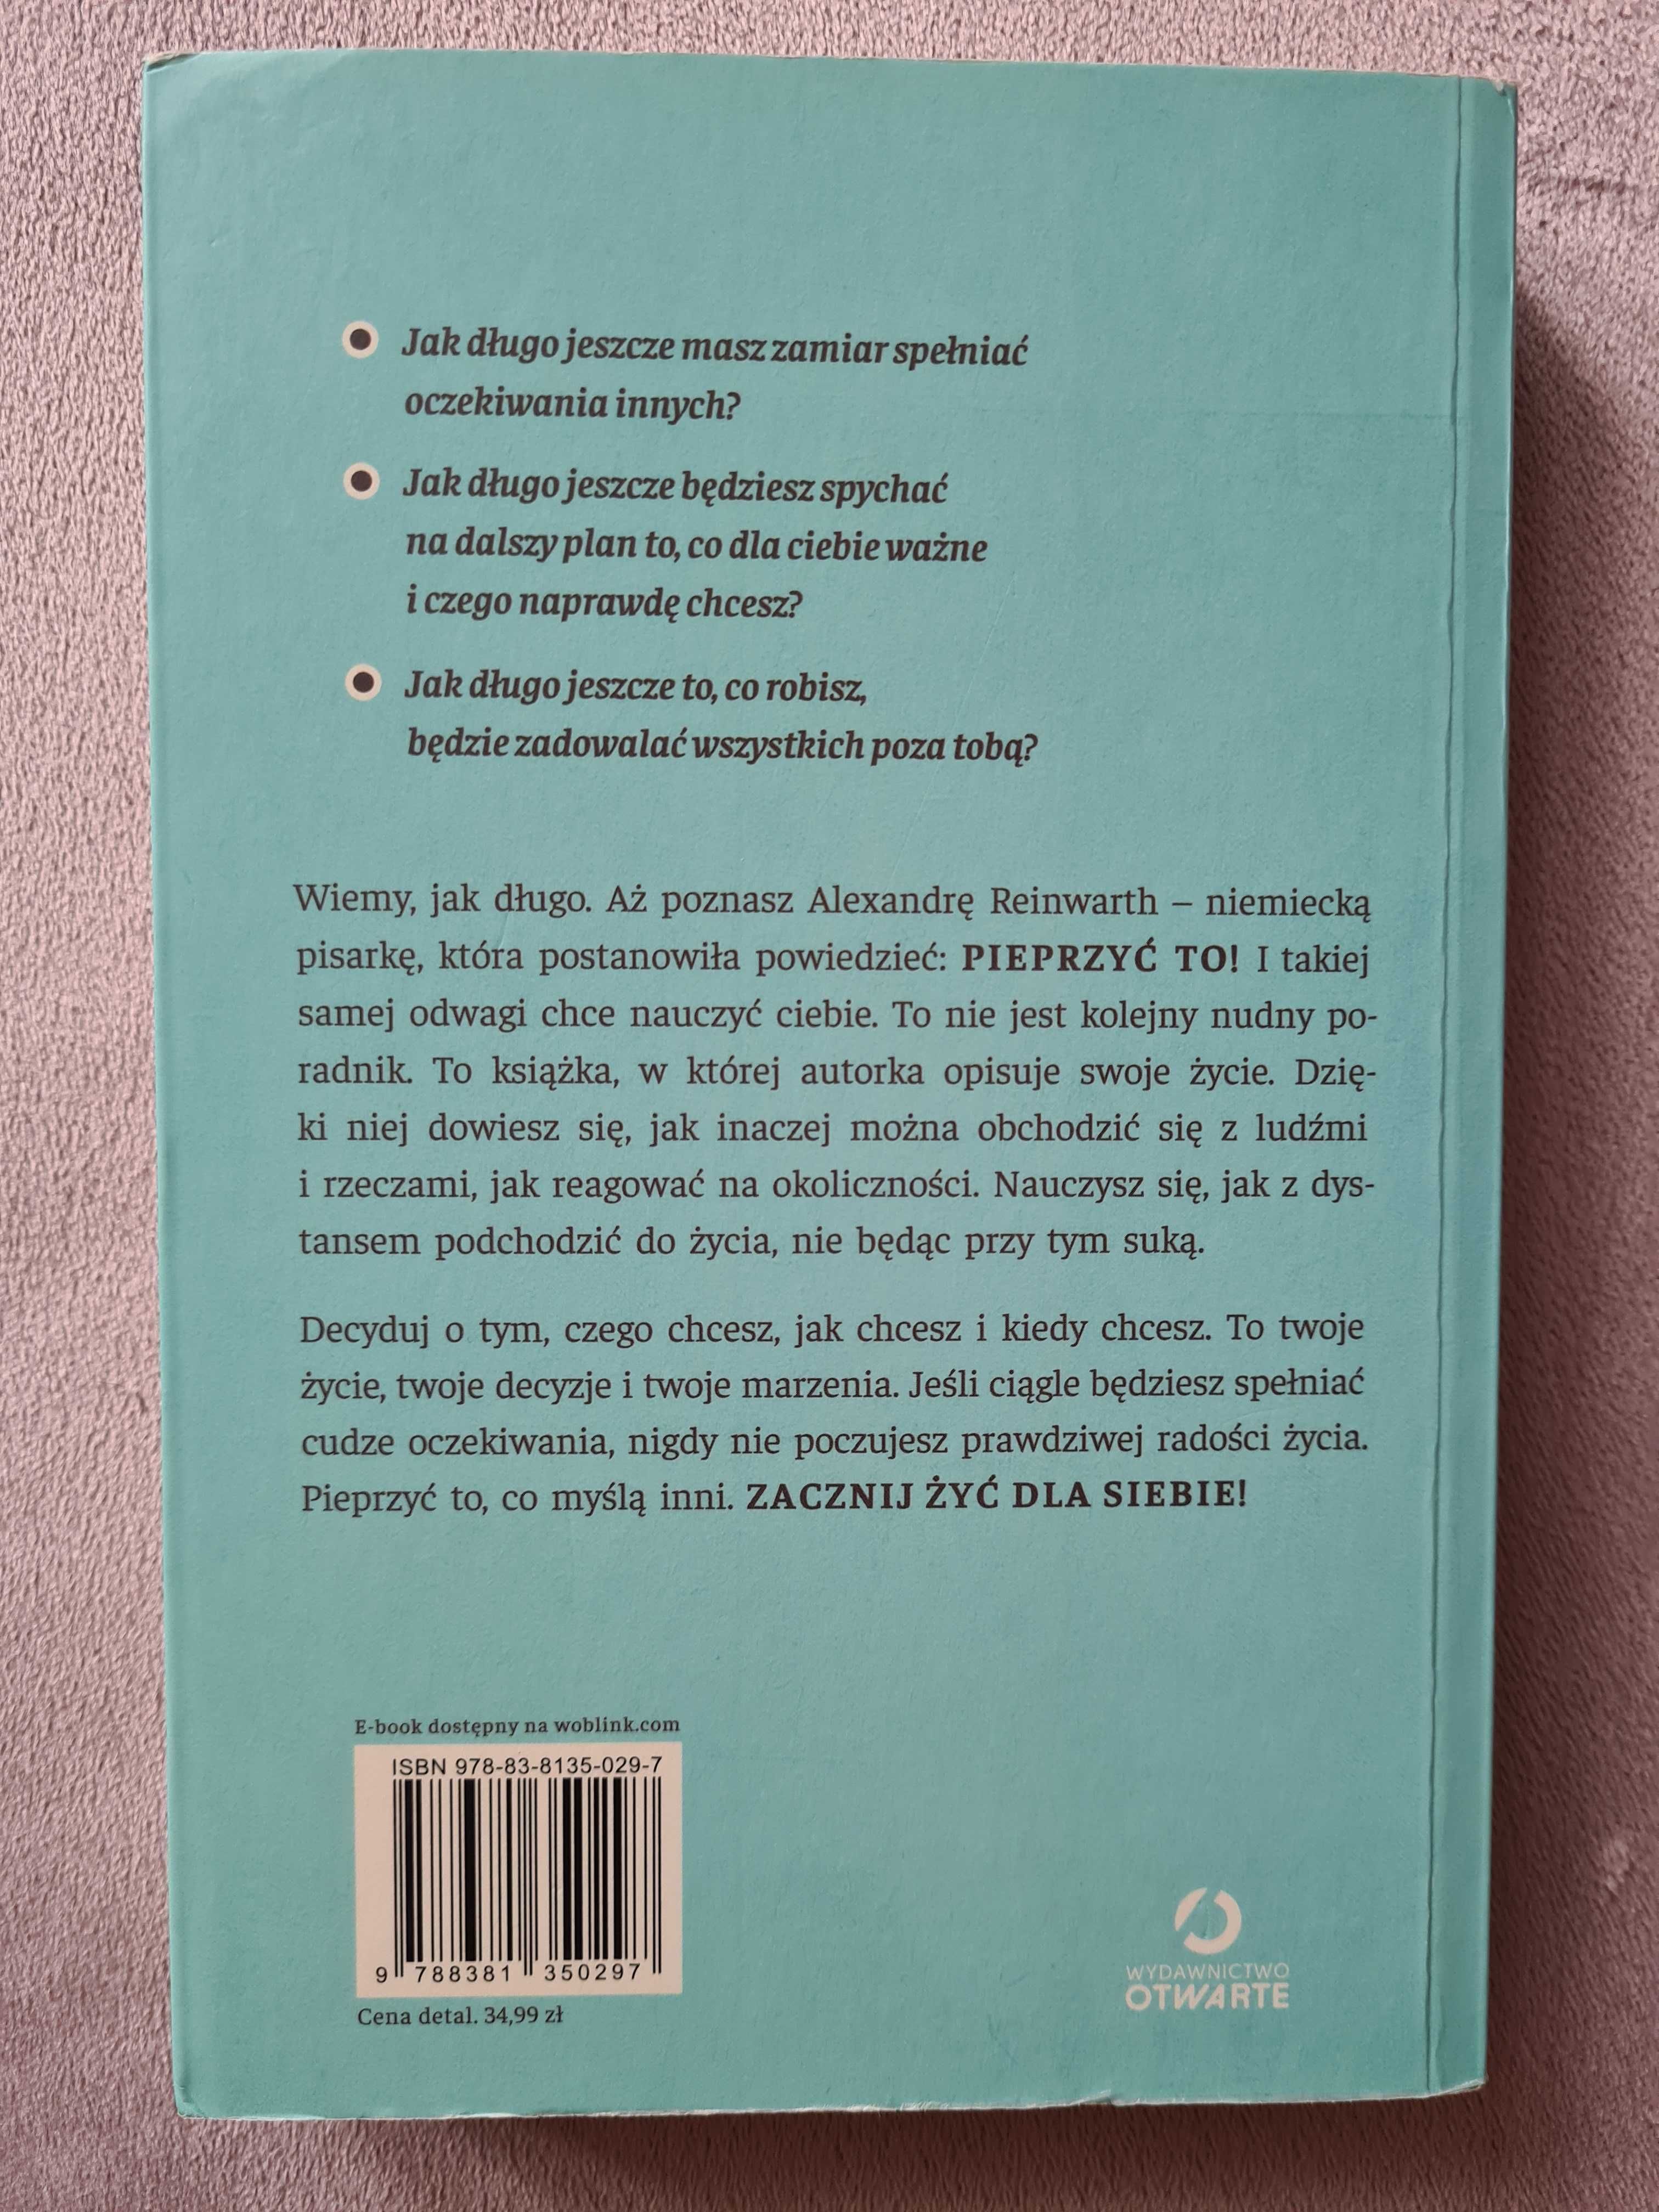 Jak długo jeszcze masz zamiar spełniać
oczekiwania innych?
Jak długo jeszcze będziesz spychać
na dalszy plan to, co dla ciebie ważne
i czego naprawdę chcesz?
Jak długo jeszcze to, co robisz,
będzie zadowalać wszystkich poza tobą?
Wiemy, jak długo. Aż poznasz Alexandrę Reinwarth – niemiecką
pisarkę, która postanowiła powiedzieć: PIEPRZYĆ TO! I takiej
samej odwagi chce nauczyć ciebie. To nie jest kolejny nudny po-
radnik. To książka, w której autorka opisuje swoje życie. Dzię-
ki niej dowiesz się, jak inaczej można obchodzić się z ludźmi
i rzeczami, jak reagować na okoliczności. Nauczysz się, jak z dys-
tansem podchodzić do życia, nie będąc przy tym suką.
Decyduj o tym, czego chcesz, jak chcesz i kiedy chcesz. To twoje
życie, twoje decyzje i twoje marzenia. Jeśli ciągle będziesz spełniać
cudze oczekiwania, nigdy nie poczujesz prawdziwej radości życia.
Pieprzyć to, co myślą inni. ZACZNIJ ŻYĆ DLA SIEBIE!
E-book dostępny na woblink.com
ISBN 978-83-8135-029-7
9 788381 350297
Cena detal. 34,99 zł
WYDAWNICTWO
OTWARTE